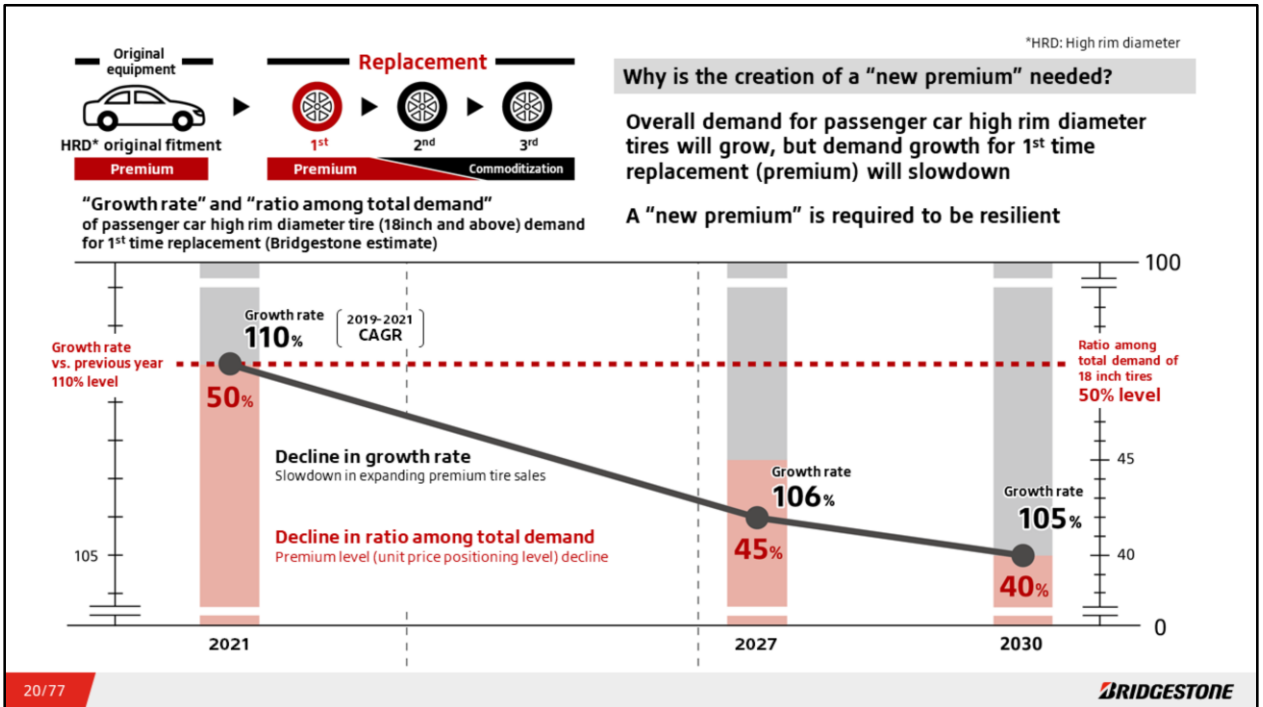 *HRD: High rim diameter
Original
equipment
Replacement
HRD* original fitment
1st
2nd
3rd
Premium
Premium
Commoditization
Why is the creation of a “new premium” needed?
Overall demand for passenger car high rim diameter
tires will grow, but demand growth for 1st time
replacement (premium) will slowdown
A “new premium” is required to be resilient
“Growth rate” and “ratio among total demand”
of passenger car high rim diameter tire (18inch and above) demand
for 1st time replacement (Bridgestone estimate)
100
Growth rate
110%
2019-2021
CAGR
Growth rate
vs. previous year
110% level
50%
Ratio among
total demand of
18 inch tires
50% level
Decline in growth rate
Slowdown in expanding premium tire sales
45
Growth rate
106%
Growth rate
105%
Decline in ratio among total demand
Premium level (unit price positioning level) decline
45%
105
40
40%
0
2021
2027
2030
20/77
BRIDGESTONE